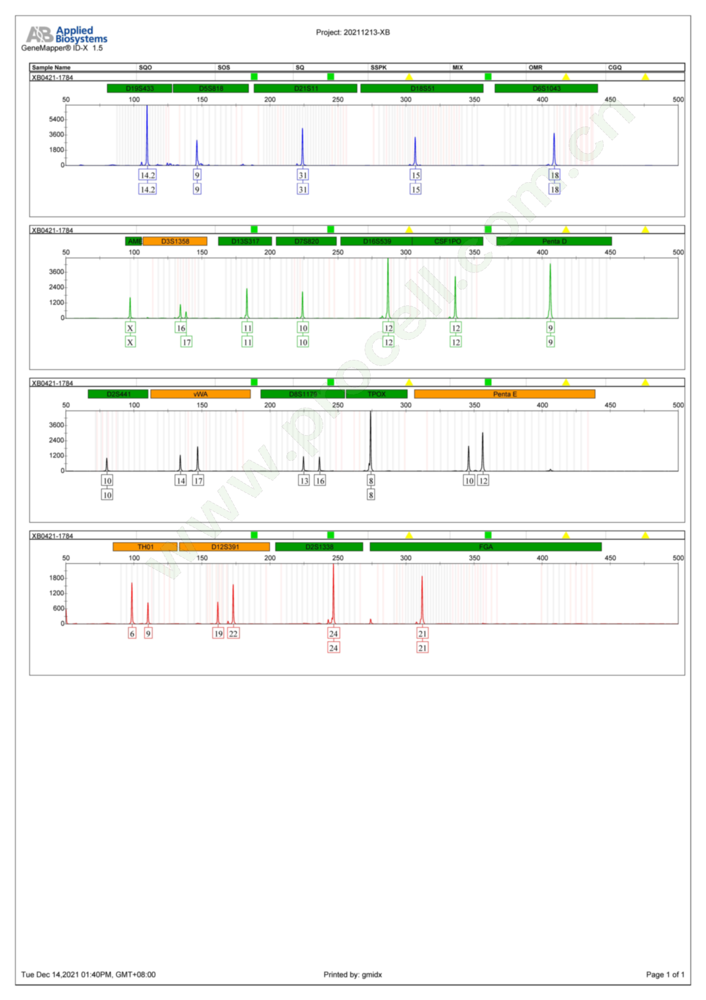 Applied
Biosystems
GeneMapper® ID-X 1.5
Project: 20211213-XB
Sample Name SQO SOS SQ SSPK MIX OMR CGQ
XB0421-1784
D19S433 D5S818 D21S11 D18S51 D6S1043
50 100 150 200 250 300 350 400 450 500
5400
3600
1800
0
14.2 9 31 15 18
14.2 9 31 15 18
XB0421-1784
AME D3S1358 D13S317 D7S820 D16S539 CSF1PO Penta D
50 100 150 200 250 300 350 400 450 500
3600
2400
1200
0
X 16 11 10 12 12 9
X 17 11 10 12 12 9
XB0421-1784
D2S441 vWA D8S1179 TPOX Penta E
50 100 150 200 250 300 350 400 450 500
3600
2400
1200
0
10 14 17 13 16 8 10 12
10 8
XB0421-1784
TH01 D12S391 D2S1338 FGA
50 100 150 200 250 300 350 400 450 500
1800
1200
600
0
6 9 19 22 24 21
24 21
www.procell.com.cn
Tue Dec 14,2021 01:40PM, GMT+08:00 Printed by: gmidx Page 1 of 1